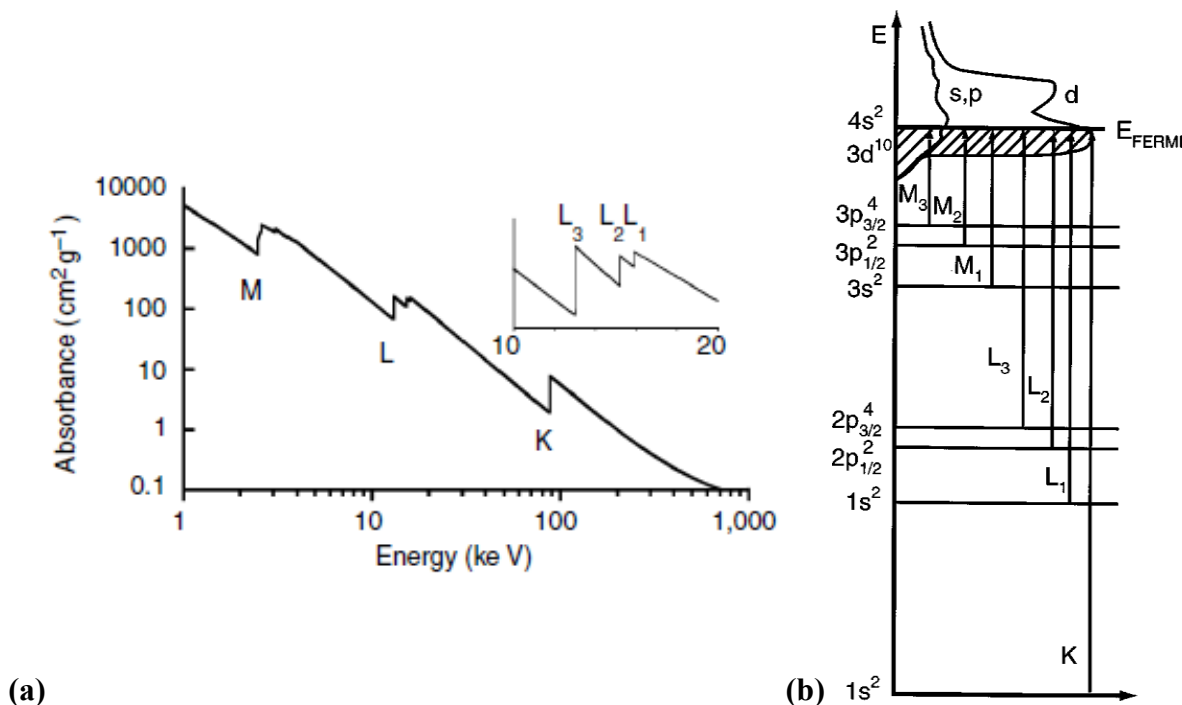 10000
1000
100
10
1
0.1
Absorbance (cm²g⁻¹)
M
L
K
L₃ L₂ L₁
10 20
1 10 100 1,000
Energy (ke V)
(a)
E
s,p d
4s²
E_FERMI
3d¹⁰
M₃ M₂
3p⁴₃/₂
3p²₁/₂
M₁
3s²
L₃
L₂
2p⁴₃/₂
2p²₁/₂
L₁
1s²
K
(b) 1s²